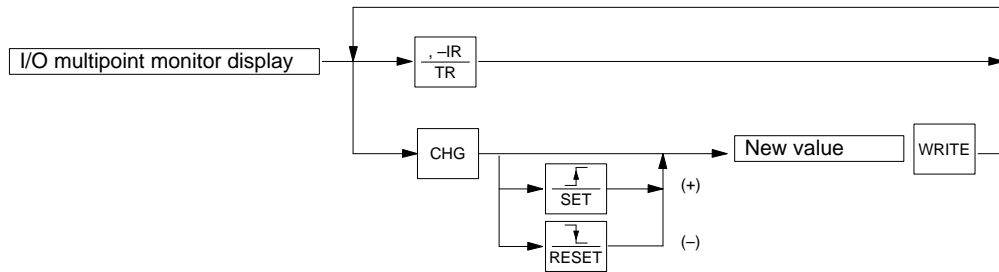 I/O multipoint monitor display
, –IR
TR
CHG
New value
WRITE
SET
(+)
RESET
(–)